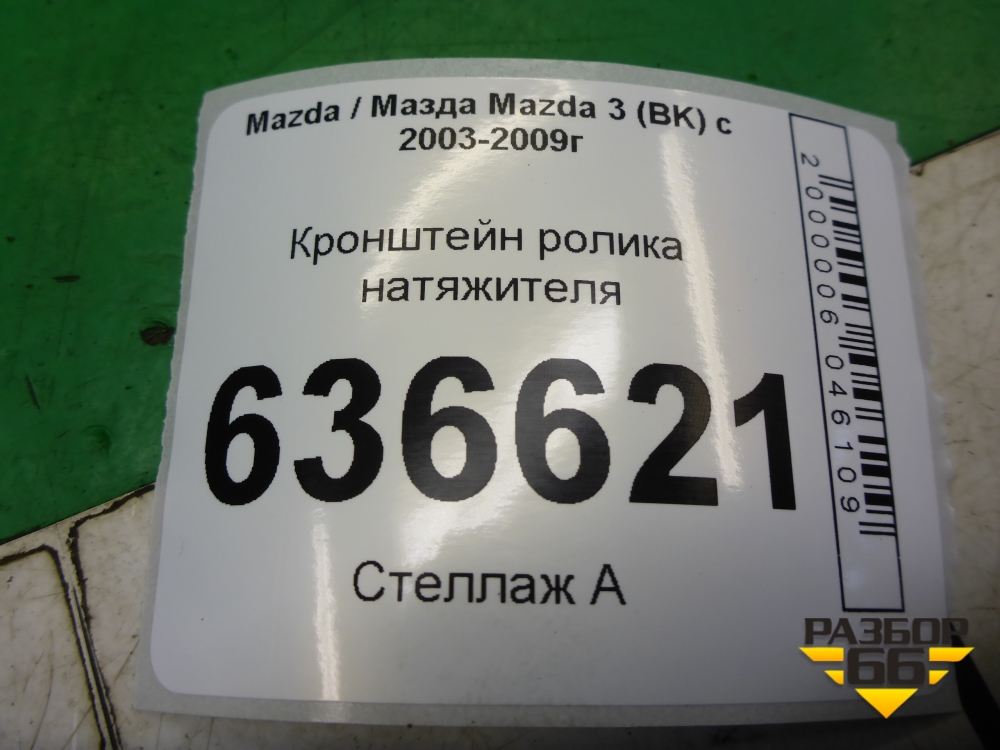 Mazda / Мазда Mazda 3 (BK) с
2003-2009г
Кронштейн ролика
натяжителя
636621
Стеллаж А
2000006046109
РАЗБОР
66